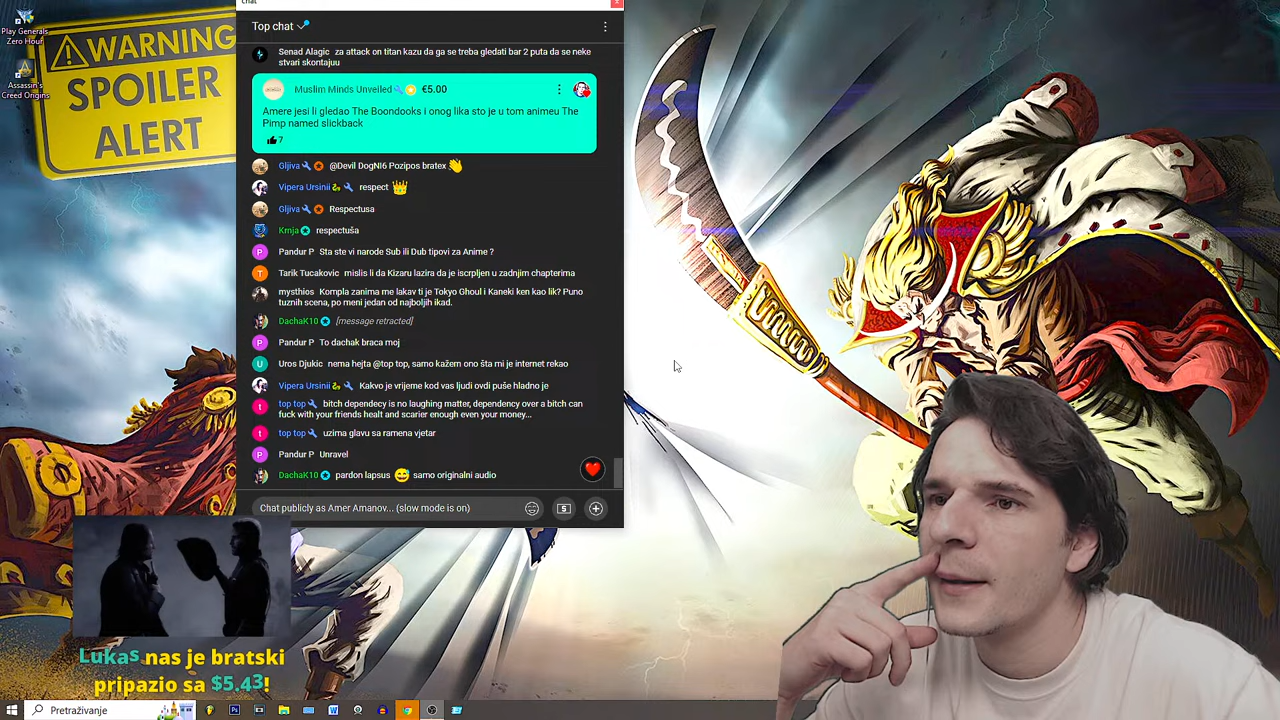 Play Generals
Zero Hour
Assassin's
Creed Origins
WARNING
SPOILER
ALERT
chat
Top chat
Senad Alagic za attack on titan kazu da ga se treba gledati bar 2 puta da se neke
stvari skontajuu
Muslim Minds Unveiled €5.00
Amere jesi li gledao The Boondooks i onog lika sto je u tom animeu The
Pimp named slickback
7
Gljiva @Devil DogNI6 Pozipos bratex
Vipera Ursinii respect
Gljiva Respectusa
Krnja respectuša
Pandur P Sta ste vi narode Sub ili Dub tipovi za Anime ?
Tarik Tucakovic mislis li da Kizaru lazira da je iscrpljen u zadnjim chapterima
mysthios Kompla zanima me lakav ti je Tokyo Ghoul i Kaneki ken kao lik? Puno
tuznih scena, po meni jedan od najboljih ikad.
DachaK10 [message retracted]
Pandur P To dachak braca moj
Uros Djukic nema hejta @top top, samo kažem ono šta mi je internet rekao
Vipera Ursinii Kakvo je vrijeme kod vas ljudi ovdi puše hladno je
top top bitch dependecy is no laughing matter, dependency over a bitch can
fuck with your friends healt and scarier enough even your money...
top top uzima glavu sa ramena vjetar
Pandur P Unravel
DachaK10 pardon lapsus samo originalni audio
Chat publicly as Amer Amanov... (slow mode is on)
Lukas nas je bratski
pripazio sa $5.43!
Pretraživanje